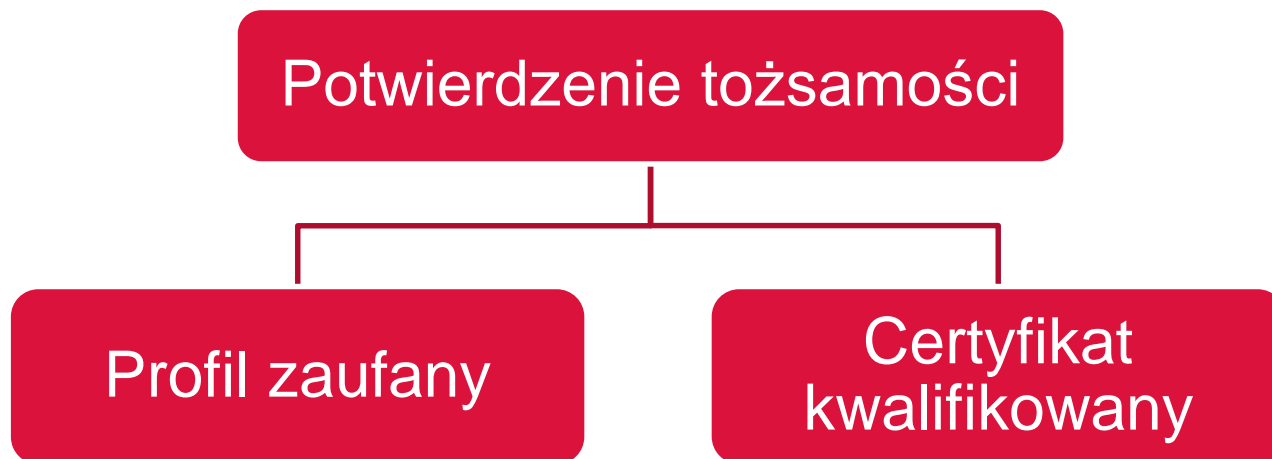 Potwierdzenie tożsamości
Profil zaufany
Certyfikat
kwalifikowany